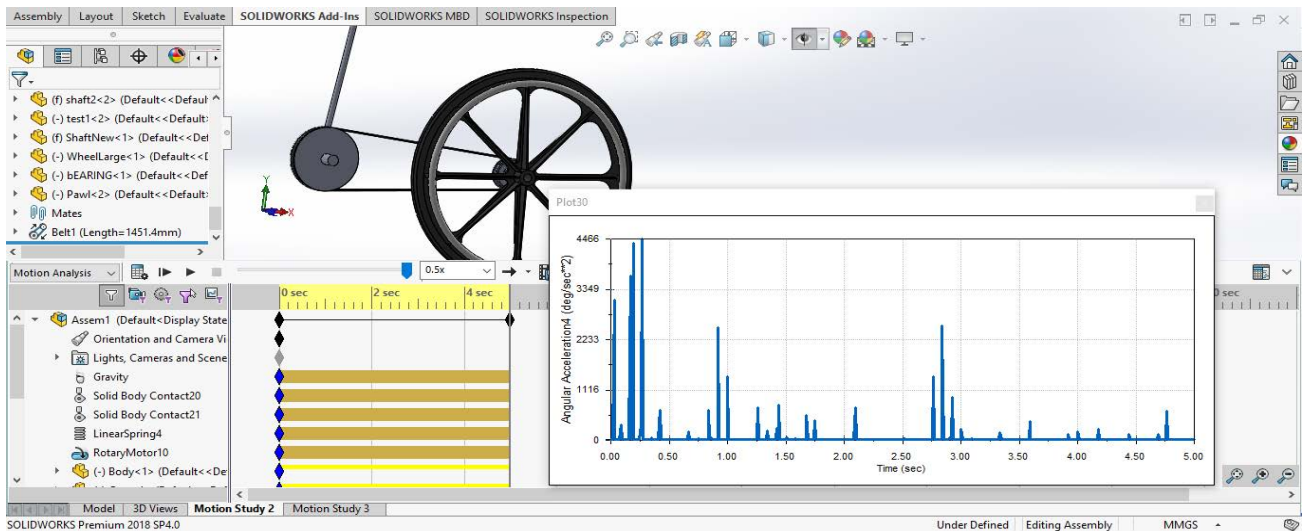 Assembly Layout Sketch Evaluate SOLIDWORKS Add-Ins SOLIDWORKS MBD SOLIDWORKS Inspection
(f) shaft2<2> (Default<<Default
(-) test1<2> (Default<<Default:
(f) ShaftNew<1> (Default<<Def
(-) WheelLarge<1> (Default<<D
(-) bEARING<1> (Default<<Def
(-) Pawl<2> (Default<<Default:
Mates
Belt1 (Length=1451.4mm)
Y
X
Motion Analysis
0.5x
0 sec 2 sec 4 sec
0 sec
Assem1 (Default<Display State
Orientation and Camera Vi
Lights, Cameras and Scene
Gravity
Solid Body Contact20
Solid Body Contact21
LinearSpring4
RotaryMotor10
(-) Body<1> (Default<<De
Plot30
Angular Acceleration4 (deg/sec**2)
4466
3349
2233
1116
0
0.00 0.50 1.00 1.50 2.00 2.50 3.00 3.50 4.00 4.50 5.00
Time (sec)
Model 3D Views Motion Study 2 Motion Study 3
SOLIDWORKS Premium 2018 SP4.0 Under Defined Editing Assembly MMGS